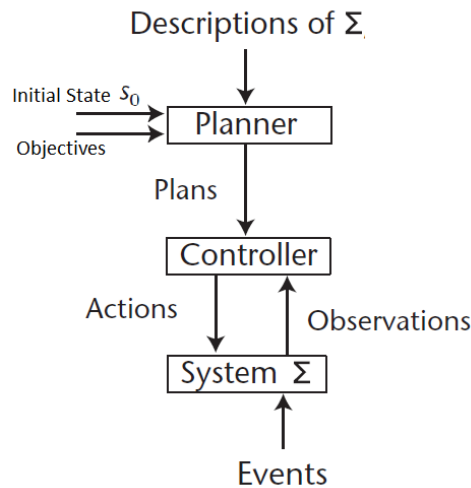 Descriptions of Σ
Initial State s₀
Planner
Objectives
Plans
Controller
Actions
Observations
System Σ
Events